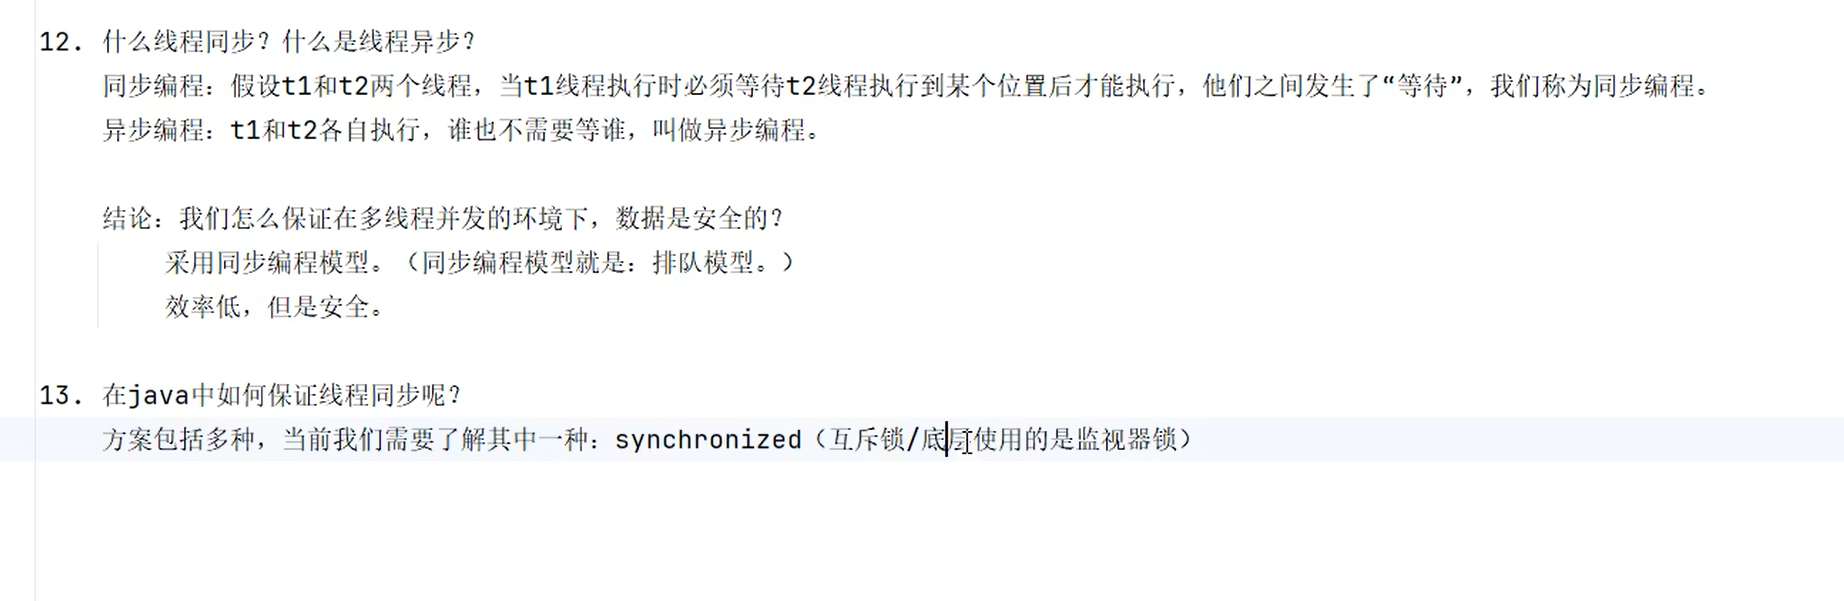 12. 什么线程同步？什么是线程异步？
同步编程：假设t1和t2两个线程，当t1线程执行时必须等待t2线程执行到某个位置后才能执行，他们之间发生了“等待”，我们称为同步编程。
异步编程：t1和t2各自执行，谁也不需要等谁，叫做异步编程。
结论：我们怎么保证在多线程并发的环境下，数据是安全的？
采用同步编程模型。（同步编程模型就是：排队模型。）
效率低，但是安全。
13. 在java中如何保证线程同步呢？
方案包括多种，当前我们需要了解其中一种：synchronized（互斥锁/底层使用的是监视器锁）